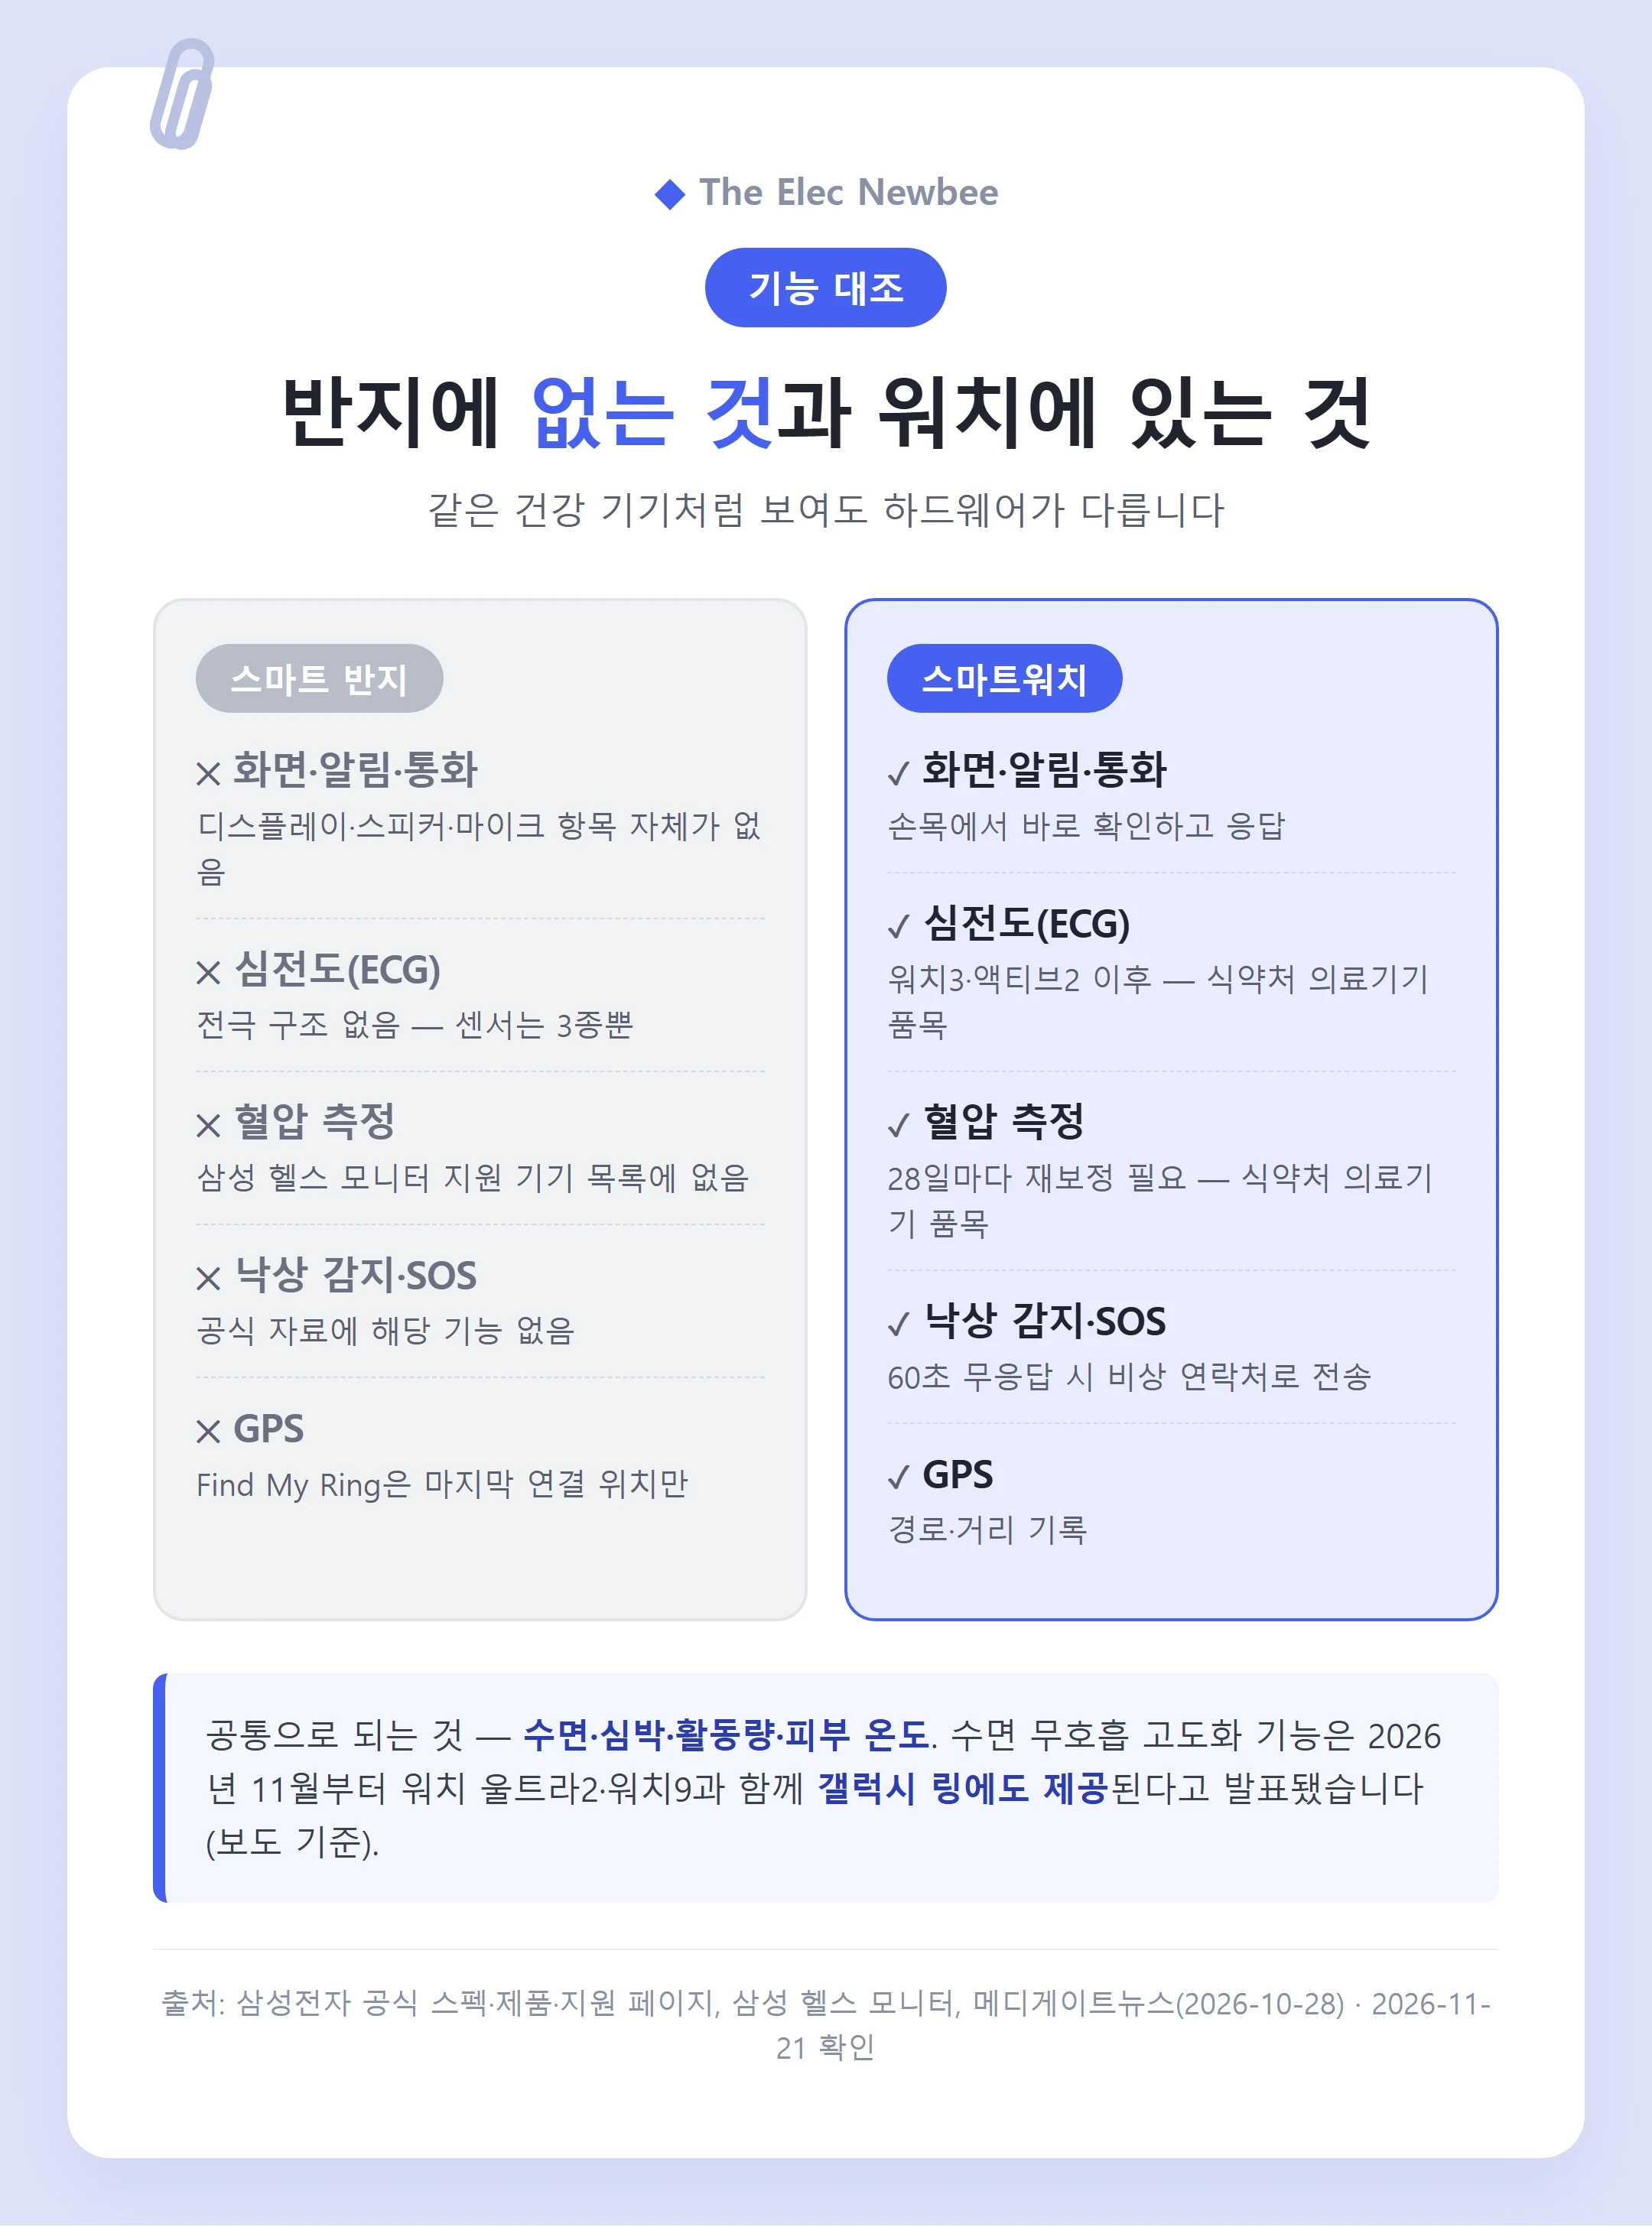 ◆ The Elec Newbee
기능 대조
반지에 없는 것과 워치에 있는 것
같은 건강 기기처럼 보여도 하드웨어가 다릅니다
스마트 반지
× 화면·알림·통화
디스플레이·스피커·마이크 항목 자체가 없
음
× 심전도(ECG)
전극 구조 없음 — 센서는 3종뿐
× 혈압 측정
삼성 헬스 모니터 지원 기기 목록에 없음
× 낙상 감지·SOS
공식 자료에 해당 기능 없음
× GPS
Find My Ring은 마지막 연결 위치만
스마트워치
✓ 화면·알림·통화
손목에서 바로 확인하고 응답
✓ 심전도(ECG)
워치3·액티브2 이후 — 식약처 의료기기
품목
✓ 혈압 측정
28일마다 재보정 필요 — 식약처 의료기
기 품목
✓ 낙상 감지·SOS
60초 무응답 시 비상 연락처로 전송
✓ GPS
경로·거리 기록
공통으로 되는 것 — 수면·심박·활동량·피부 온도. 수면 무호흡 고도화 기능은 2026
년 11월부터 워치 울트라2·워치9과 함께 갤럭시 링에도 제공된다고 발표됐습니다
(보도 기준).
출처: 삼성전자 공식 스펙·제품·지원 페이지, 삼성 헬스 모니터, 메디게이트뉴스(2026-10-28) · 2026-11-
21 확인